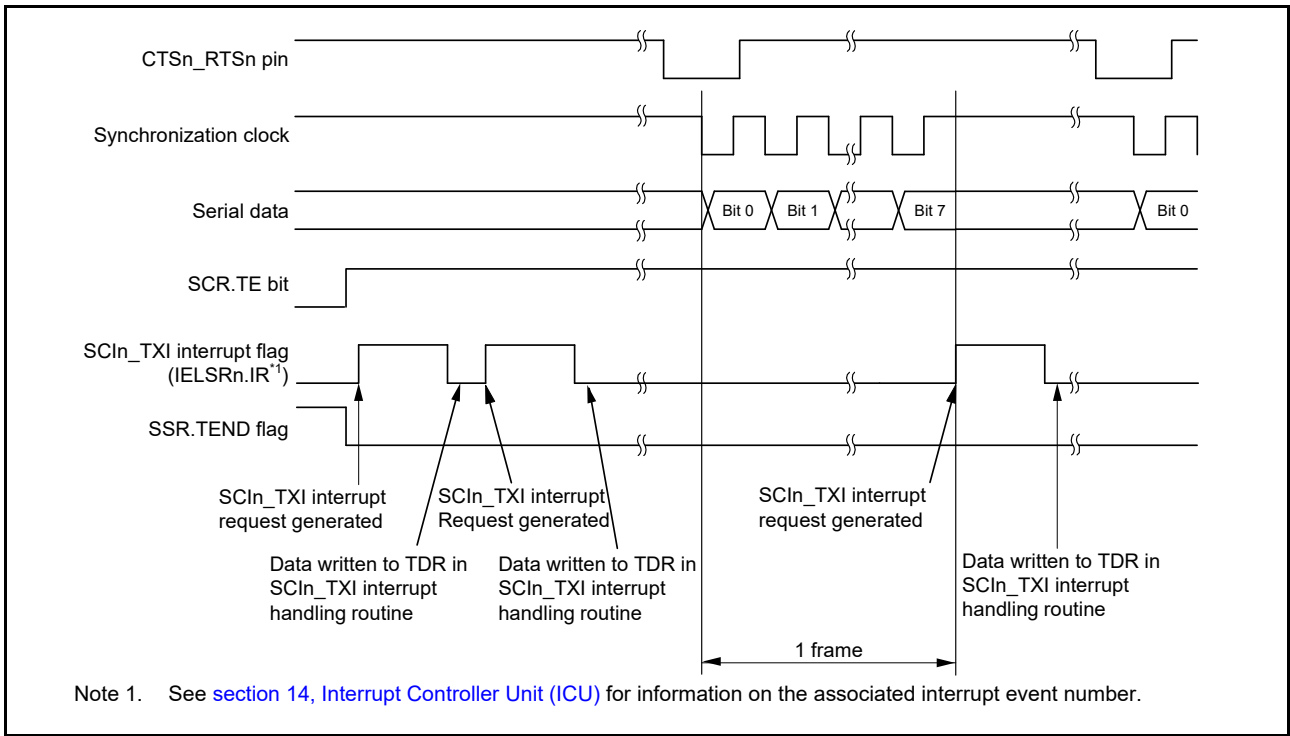 CTSn_RTSn pin
Synchronization clock
Serial data
Bit 0
Bit 1
Bit 7
Bit 0
SCR.TE bit
SCIn_TXI interrupt flag
(IELSRn.IR*1)
SSR.TEND flag
SCIn_TXI interrupt
request generated
SCIn_TXI interrupt
Request generated
SCIn_TXI interrupt
request generated
Data written to TDR in
SCIn_TXI interrupt
handling routine
Data written to TDR in
SCIn_TXI interrupt
handling routine
Data written to TDR in
SCIn_TXI interrupt
handling routine
1 frame
Note 1. See section 14, Interrupt Controller Unit (ICU) for information on the associated interrupt event number.